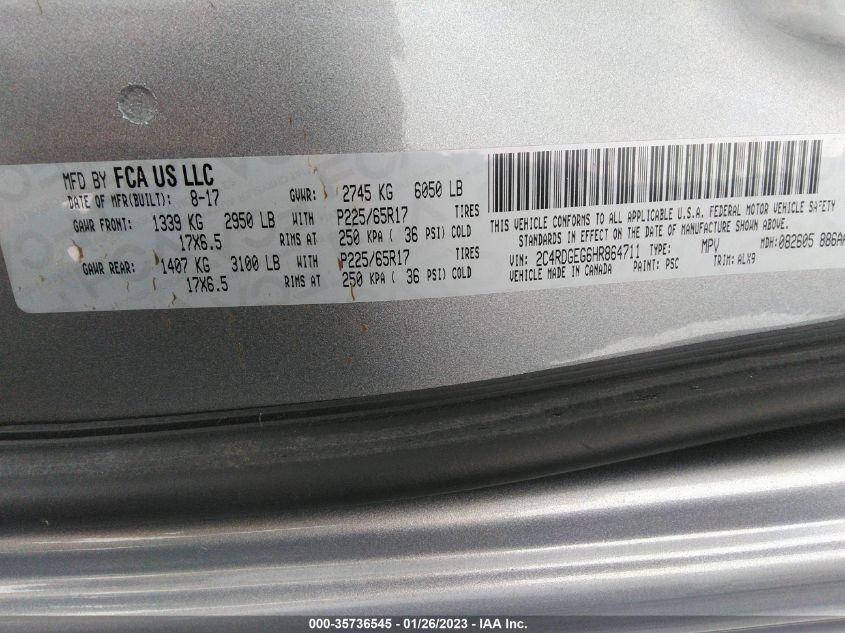 MFD BY FCA US LLC
DATE OF MFR(BUILT): 8-17 GVWR: 2745 KG 6050 LB
GAWR FRONT: 1339 KG 2950 LB WITH P225/65R17 TIRES
17X6.5 RIMS AT 250 KPA ( 36 PSI) COLD
GAWR REAR: 1407 KG 3100 LB WITH P225/65R17 TIRES
17X6.5 RIMS AT 250 KPA ( 36 PSI) COLD
THIS VEHICLE CONFORMS TO ALL APPLICABLE U.S.A. FEDERAL MOTOR VEHICLE SAFETY
STANDARDS IN EFFECT ON THE DATE OF MANUFACTURE SHOWN ABOVE.
VIN: 2C4RDGEG6HR864711 TYPE: MPV MDH: 082605 886AA
VEHICLE MADE IN CANADA PAINT: PSC TRIM: ALX9
000-35736545 — 01/26/2023 — IAA Inc.